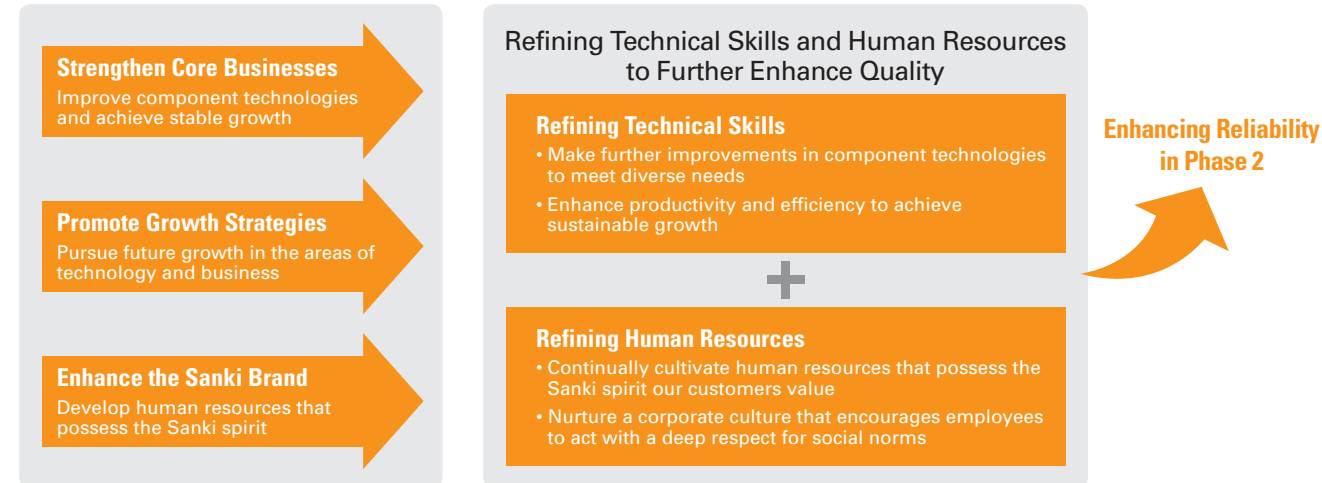 Strengthen Core Businesses
Improve component technologies
and achieve stable growth
Promote Growth Strategies
Pursue future growth in the areas of
technology and business
Enhance the Sanki Brand
Develop human resources that
possess the Sanki spirit
Refining Technical Skills and Human Resources
to Further Enhance Quality
Refining Technical Skills
• Make further improvements in component technologies
to meet diverse needs
• Enhance productivity and efficiency to achieve
sustainable growth
+
Refining Human Resources
• Continually cultivate human resources that possess the
Sanki spirit our customers value
• Nurture a corporate culture that encourages employees
to act with a deep respect for social norms
Enhancing Reliability
in Phase 2